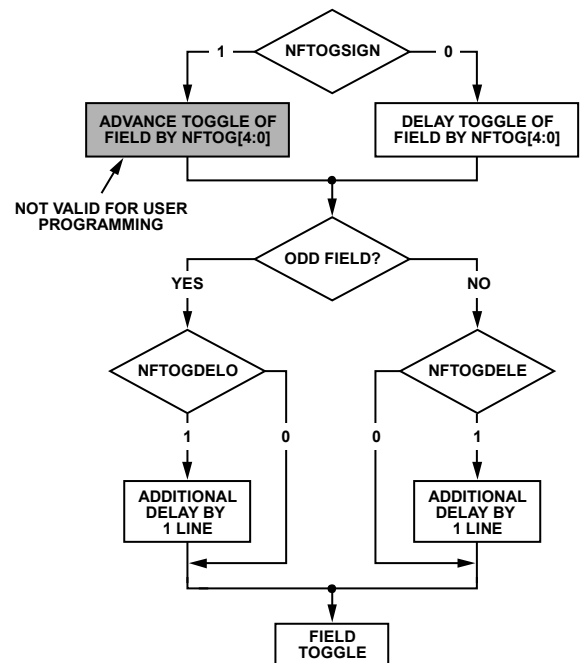 NFTOGSIGN
1
0
ADVANCE TOGGLE OF
FIELD BY NFTOG[4:0]
DELAY TOGGLE OF
FIELD BY NFTOG[4:0]
NOT VALID FOR USER
PROGRAMMING
ODD FIELD?
YES
NO
NFTOGDELO
NFTOGDELE
1
0
0
1
ADDITIONAL
DELAY BY
1 LINE
ADDITIONAL
DELAY BY
1 LINE
FIELD
TOGGLE